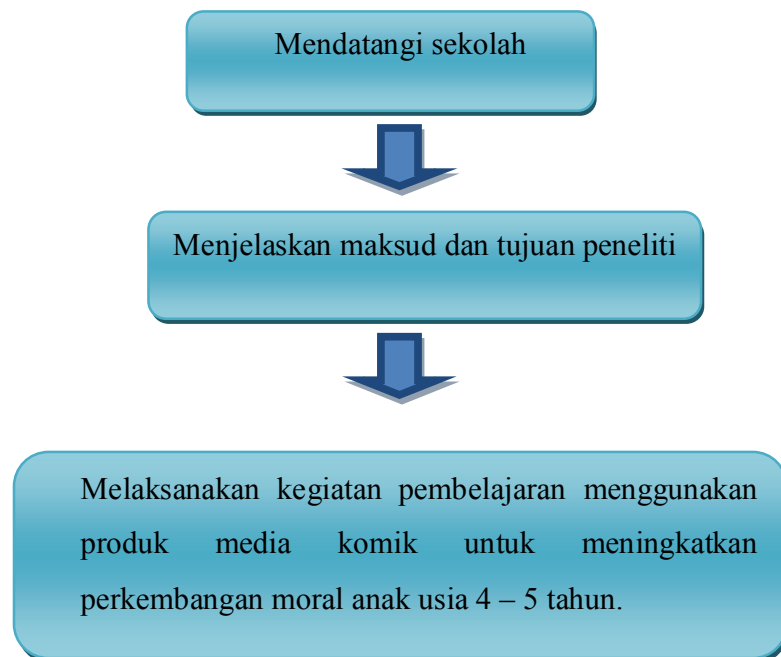 Mendatangi sekolah
Menjelaskan maksud dan tujuan peneliti
Melaksanakan kegiatan pembelajaran menggunakan
produk media komik untuk meningkatkan
perkembangan moral anak usia 4 – 5 tahun.